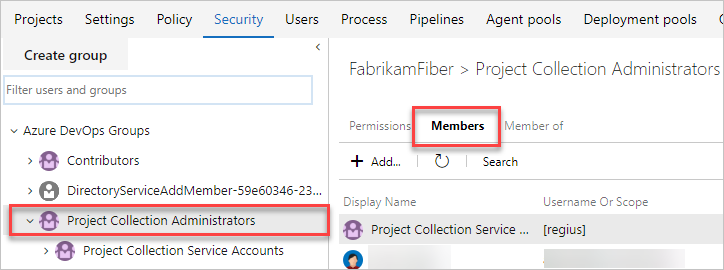 Projects Settings Policy Security Users Process Pipelines Agent pools Deployment pools
Create group
Filter users and groups
Azure DevOps Groups
Contributors
DirectoryServiceAddMember-59e60346-23...
Project Collection Administrators
Project Collection Service Accounts
FabrikamFiber > Project Collection Administrators
Permissions Members Member of
+ Add... Search
Display Name Username Or Scope
Project Collection Service ... [regius]